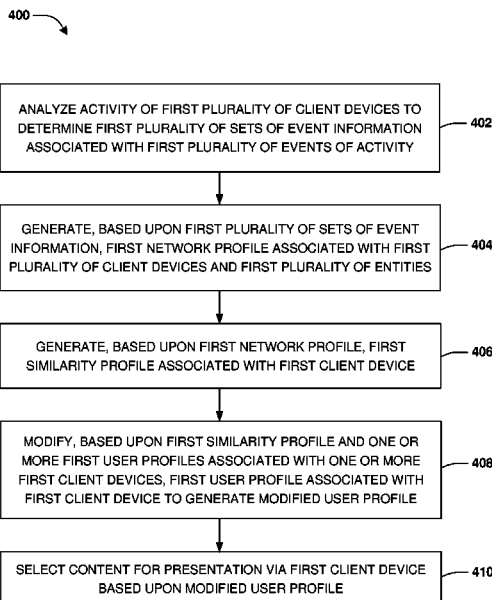 400
ANALYZE ACTIVITY OF FIRST PLURALITY OF CLIENT DEVICES TO
DETERMINE FIRST PLURALITY OF SETS OF EVENT INFORMATION
ASSOCIATED WITH FIRST PLURALITY OF EVENTS OF ACTIVITY
402
GENERATE, BASED UPON FIRST PLURALITY OF SETS OF EVENT
INFORMATION, FIRST NETWORK PROFILE ASSOCIATED WITH FIRST
PLURALITY OF CLIENT DEVICES AND FIRST PLURALITY OF ENTITIES
404
GENERATE, BASED UPON FIRST NETWORK PROFILE, FIRST
SIMILARITY PROFILE ASSOCIATED WITH FIRST CLIENT DEVICE
406
MODIFY, BASED UPON FIRST SIMILARITY PROFILE AND ONE OR
MORE FIRST USER PROFILES ASSOCIATED WITH ONE OR MORE
FIRST CLIENT DEVICES, FIRST USER PROFILE ASSOCIATED WITH
FIRST CLIENT DEVICE TO GENERATE MODIFIED USER PROFILE
408
SELECT CONTENT FOR PRESENTATION VIA FIRST CLIENT DEVICE
BASED UPON MODIFIED USER PROFILE
410